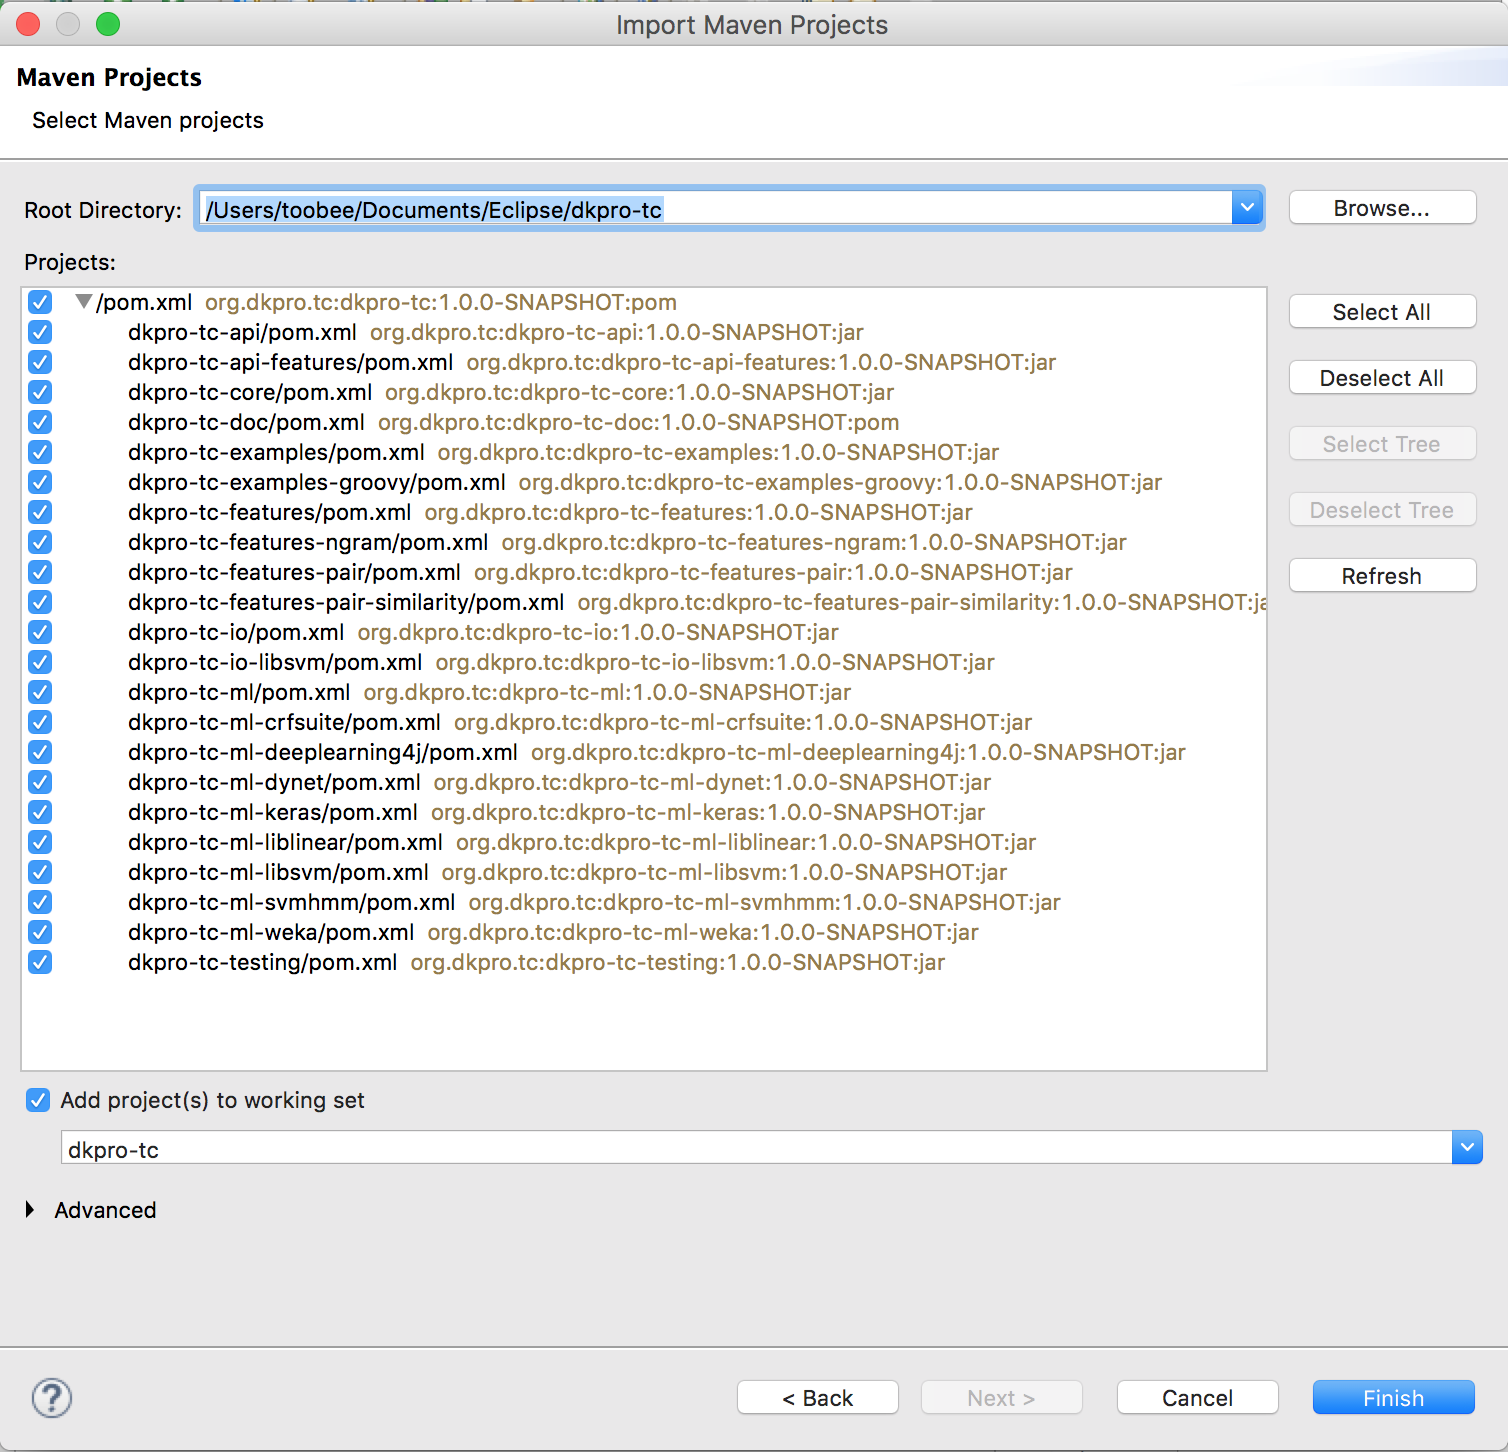 Import Maven Projects
Maven Projects
Select Maven projects
Root Directory: /Users/toobee/Documents/Eclipse/dkpro-tc Browse...
Projects:
/pom.xml org.dkpro.tc:dkpro-tc:1.0.0-SNAPSHOT:pom
dkpro-tc-api/pom.xml org.dkpro.tc:dkpro-tc-api:1.0.0-SNAPSHOT:jar
dkpro-tc-api-features/pom.xml org.dkpro.tc:dkpro-tc-api-features:1.0.0-SNAPSHOT:jar
dkpro-tc-core/pom.xml org.dkpro.tc:dkpro-tc-core:1.0.0-SNAPSHOT:jar
dkpro-tc-doc/pom.xml org.dkpro.tc:dkpro-tc-doc:1.0.0-SNAPSHOT:pom
dkpro-tc-examples/pom.xml org.dkpro.tc:dkpro-tc-examples:1.0.0-SNAPSHOT:jar
dkpro-tc-examples-groovy/pom.xml org.dkpro.tc:dkpro-tc-examples-groovy:1.0.0-SNAPSHOT:jar
dkpro-tc-features/pom.xml org.dkpro.tc:dkpro-tc-features:1.0.0-SNAPSHOT:jar
dkpro-tc-features-ngram/pom.xml org.dkpro.tc:dkpro-tc-features-ngram:1.0.0-SNAPSHOT:jar
dkpro-tc-features-pair/pom.xml org.dkpro.tc:dkpro-tc-features-pair:1.0.0-SNAPSHOT:jar
dkpro-tc-features-pair-similarity/pom.xml org.dkpro.tc:dkpro-tc-features-pair-similarity:1.0.0-SNAPSHOT:ja
dkpro-tc-io/pom.xml org.dkpro.tc:dkpro-tc-io:1.0.0-SNAPSHOT:jar
dkpro-tc-io-libsvm/pom.xml org.dkpro.tc:dkpro-tc-io-libsvm:1.0.0-SNAPSHOT:jar
dkpro-tc-ml/pom.xml org.dkpro.tc:dkpro-tc-ml:1.0.0-SNAPSHOT:jar
dkpro-tc-ml-crfsuite/pom.xml org.dkpro.tc:dkpro-tc-ml-crfsuite:1.0.0-SNAPSHOT:jar
dkpro-tc-ml-deeplearning4j/pom.xml org.dkpro.tc:dkpro-tc-ml-deeplearning4j:1.0.0-SNAPSHOT:jar
dkpro-tc-ml-dynet/pom.xml org.dkpro.tc:dkpro-tc-ml-dynet:1.0.0-SNAPSHOT:jar
dkpro-tc-ml-keras/pom.xml org.dkpro.tc:dkpro-tc-ml-keras:1.0.0-SNAPSHOT:jar
dkpro-tc-ml-liblinear/pom.xml org.dkpro.tc:dkpro-tc-ml-liblinear:1.0.0-SNAPSHOT:jar
dkpro-tc-ml-libsvm/pom.xml org.dkpro.tc:dkpro-tc-ml-libsvm:1.0.0-SNAPSHOT:jar
dkpro-tc-ml-svmhmm/pom.xml org.dkpro.tc:dkpro-tc-ml-svmhmm:1.0.0-SNAPSHOT:jar
dkpro-tc-ml-weka/pom.xml org.dkpro.tc:dkpro-tc-ml-weka:1.0.0-SNAPSHOT:jar
dkpro-tc-testing/pom.xml org.dkpro.tc:dkpro-tc-testing:1.0.0-SNAPSHOT:jar
Select All
Deselect All
Select Tree
Deselect Tree
Refresh
Add project(s) to working set
dkpro-tc
Advanced
? < Back Next > Cancel Finish